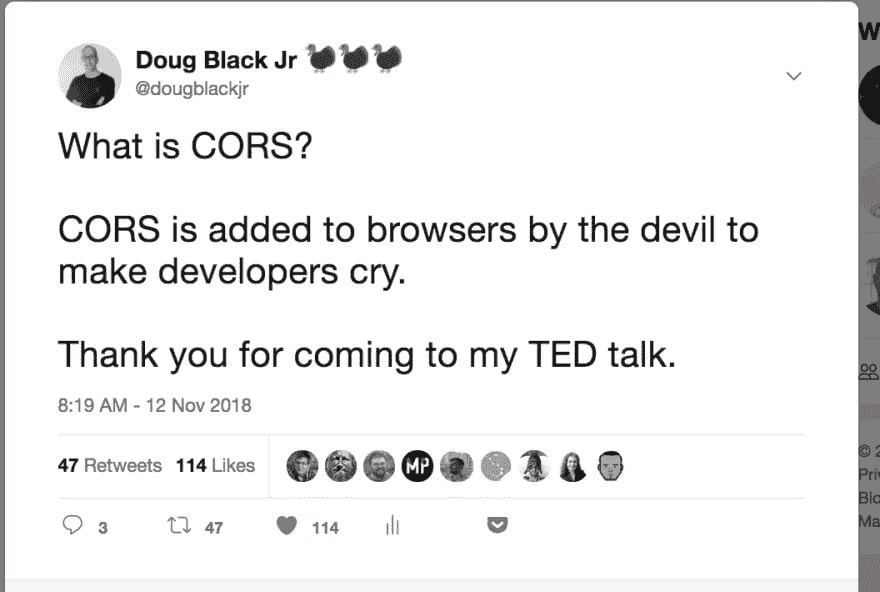 Doug Black Jr 🦃🦃🦃
@dougblackjr
What is CORS?
CORS is added to browsers by the devil to
make developers cry.
Thank you for coming to my TED talk.
8:19 AM - 12 Nov 2018
47 Retweets 114 Likes
MP
3 47 114
W
© 2
Priv
Blo
Ma